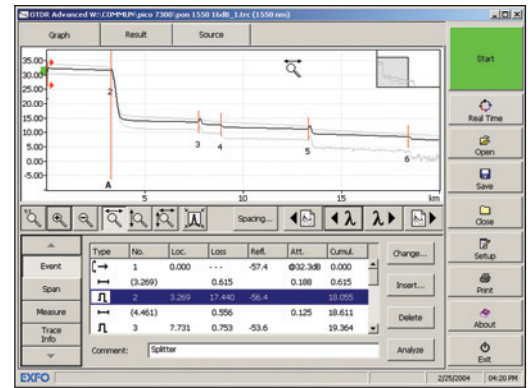 OTDR Advanced W:\COMMUN\pico 7300\pon 1550 16dB_1.trc (1550 nm)
Graph Result Source
Start
35.00
30.00
25.00
20.00
15.00
10.00
5.00
0.00
-5.00
2
3 4
5
6
A
5 10 15 km
Real Time
Open
Save
Close
Setup
Print
About
Exit
Spacing...
λ λ
Event
Span
Measure
Trace Info
Type No. Loc. Loss Refl. Att. Cumul.
1 0.000 --- -57.4 @32.3dB 0.000
(3.269) 0.615 0.188 0.615
2 3.269 17.440 -56.4 18.055
(4.461) 0.556 0.125 18.611
3 7.731 0.753 -53.6 19.364
Change...
Insert...
Delete
Analyze
Comment: Splitter
EXFO
2/25/2004 04:20 PM